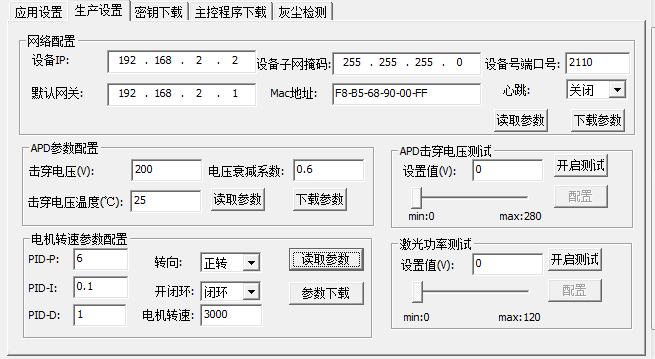 应用设置 生产设置 密钥下载 主控程序下载 灰尘检测
网络配置
设备IP: 192 . 168 . 2 . 2 设备子网掩码: 255 . 255 . 255 . 0 设备号端口号: 2110
默认网关: 192 . 168 . 2 . 1 Mac地址: F8-B5-68-90-00-FF 心跳: 关闭
读取参数 下载参数
APD参数配置
击穿电压(V): 200 电压衰减系数: 0.6
击穿电压温度(℃): 25 读取参数 下载参数
APD击穿电压测试
设置值(V): 0 开启测试
配置
min:0 max:280
电机转速参数配置
PID-P: 6 转向: 正转 读取参数
PID-I: 0.1 开闭环: 闭环 参数下载
PID-D: 1 电机转速: 3000
激光功率测试
设置值(V): 0 开启测试
配置
min:0 max:120